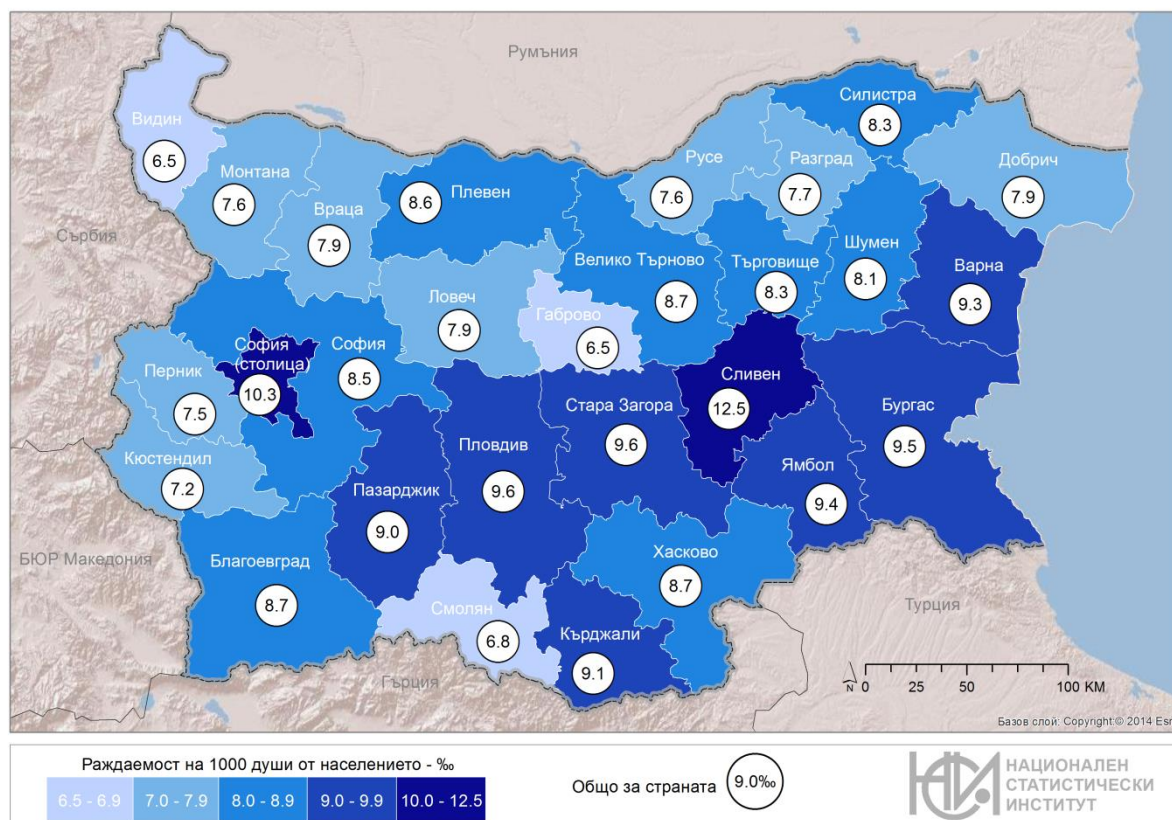 Румъния
Силистра
8.3
Видин
6.5
Русе
7.6
Разград
7.7
Добрич
7.9
Монтана
7.6
Плевен
8.6
Враца
7.9
Сърбия
Шумен
8.1
Велико Търново
8.7
Търговище
8.3
Варна
9.3
Ловеч
7.9
Габрово
6.5
София
(столица)
10.3
София
8.5
Перник
7.5
Сливен
12.5
Стара Загора
9.6
Бургас
9.5
Пловдив
9.6
Кюстендил
7.2
Ямбол
9.4
Пазарджик
9.0
БЮР Македония
Благоевград
8.7
Хасково
8.7
Смолян
6.8
Кърджали
9.1
Турция
Гърция
N 0 25 50 100 KM
Базов слой: Copyright:© 2014 Esr
Раждаемост на 1000 души от населението - ‰
6.5 - 6.9 7.0 - 7.9 8.0 - 8.9 9.0 - 9.9 10.0 - 12.5
Общо за страната 9.0‰
НСИ
НАЦИОНАЛЕН
СТАТИСТИЧЕСКИ
ИНСТИТУТ